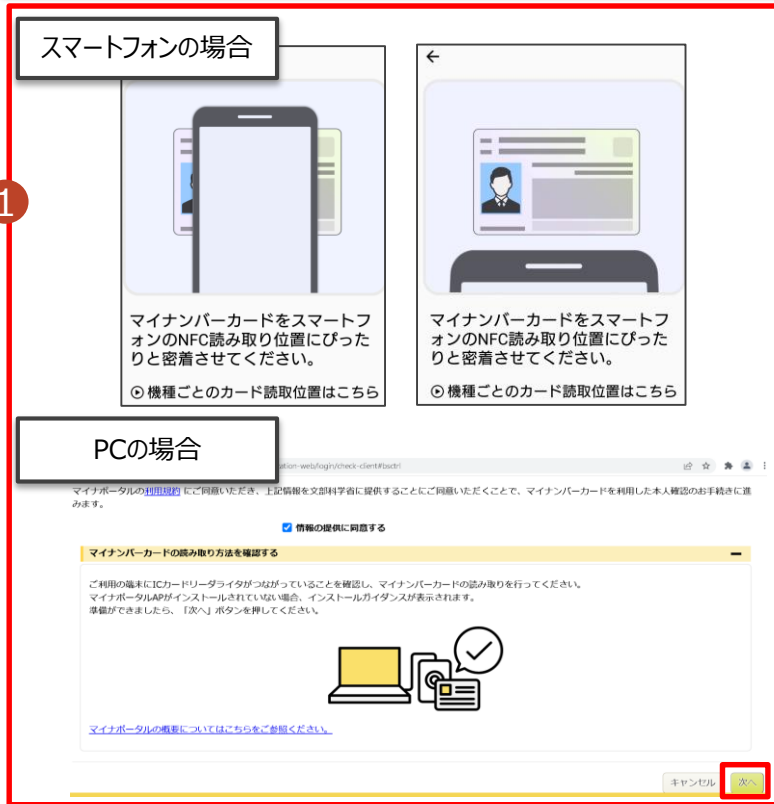 スマートフォンの場合
←
1
マイナンバーカードをスマートフ
ォンのNFC読み取り位置にぴった
りと密着させてください。
機種ごとのカード読取位置はこちら
マイナンバーカードをスマートフ
ォンのNFC読み取り位置にぴった
りと密着させてください。
機種ごとのカード読取位置はこちら
PCの場合
ation-web/login/check-client#bsctrl
マイナポータルの利用規約 にご同意いただき、上記情報を文部科学省に提供することにご同意いただくことで、マイナンバーカードを利用した本人確認のお手続きに進
みます。
情報の提供に同意する
マイナンバーカードの読み取り方法を確認する
ご利用の端末にICカードリーダライタがつながっていることを確認し、マイナンバーカードの読み取りを行ってください。
マイナポータルAPがインストールされていない場合、インストールガイダンスが表示されます。
準備ができましたら、「次へ」ボタンを押してください。
マイナポータルの概要についてはこちらをご参照ください。
キャンセル
次へ